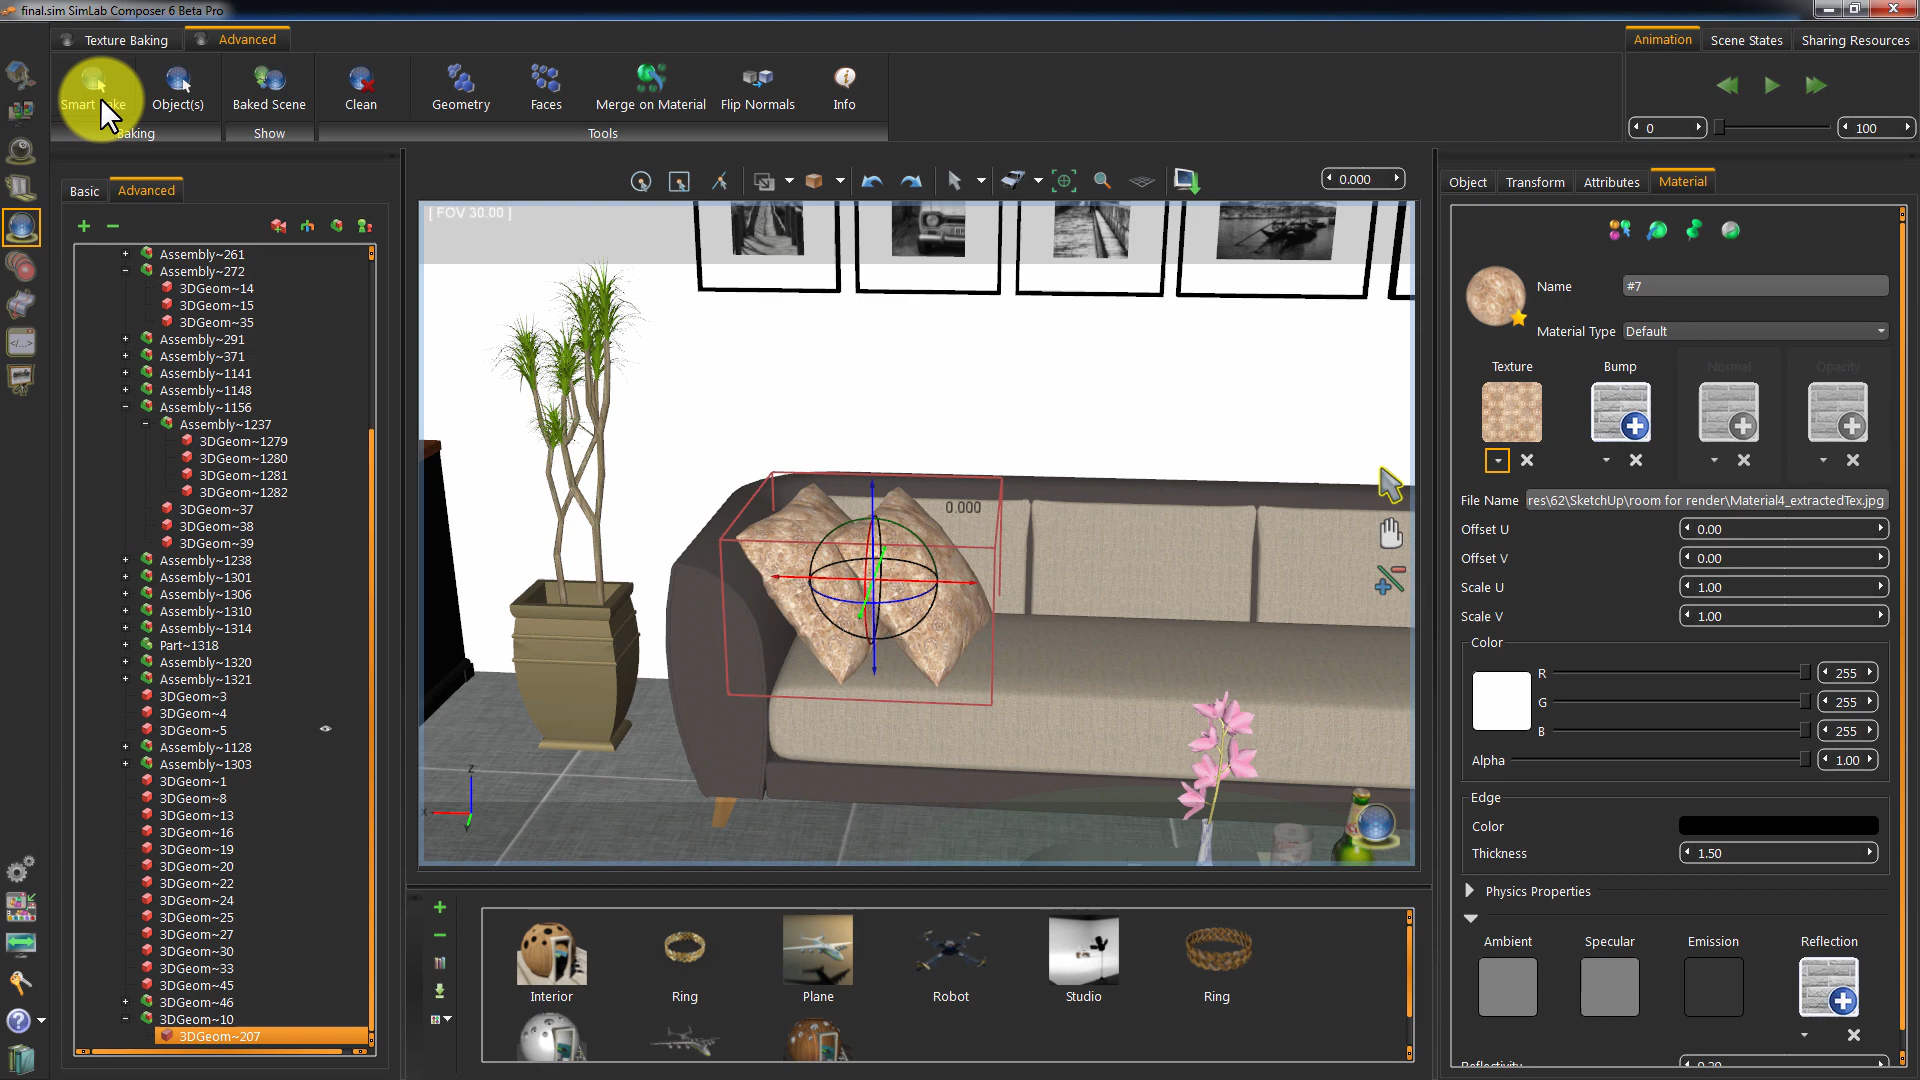 final.sim SimLab Composer 6 Beta Pro
Texture Baking
Advanced
Animation
Scene States
Sharing Resources
Smart Bake
Object(s)
Baked Scene
Clean
Geometry
Faces
Merge on Material
Flip Normals
Info
Baking
Show
Tools
0
100
Basic
Advanced
0.000
Object
Transform
Attributes
Material
[ FOV 30.00 ]
Assembly~261
Assembly~272
3DGeom~14
3DGeom~15
3DGeom~35
Assembly~291
Assembly~371
Assembly~1141
Assembly~1148
Assembly~1156
Assembly~1237
3DGeom~1279
3DGeom~1280
3DGeom~1281
3DGeom~1282
3DGeom~37
3DGeom~38
3DGeom~39
Assembly~1238
Assembly~1301
Assembly~1306
Assembly~1310
Assembly~1314
Part~1318
Assembly~1320
Assembly~1321
3DGeom~3
3DGeom~4
3DGeom~5
Assembly~1128
Assembly~1303
3DGeom~1
3DGeom~8
3DGeom~13
3DGeom~16
3DGeom~19
3DGeom~20
3DGeom~22
3DGeom~24
3DGeom~25
3DGeom~27
3DGeom~30
3DGeom~33
3DGeom~45
3DGeom~46
3DGeom~10
3DGeom~207
0.000
Z
X
Y
Interior
Ring
Plane
Robot
Studio
Ring
Name
#7
Material Type
Default
Texture
Bump
Normal
Opacity
File Name
res\62\SketchUp\room for render\Material4_extractedTex.jpg
Offset U
0.00
Offset V
0.00
Scale U
1.00
Scale V
1.00
Color
R
255
G
255
B
255
Alpha
1.00
Edge
Color
Thickness
1.50
Physics Properties
Ambient
Specular
Emission
Reflection
Reflectivity
0.20